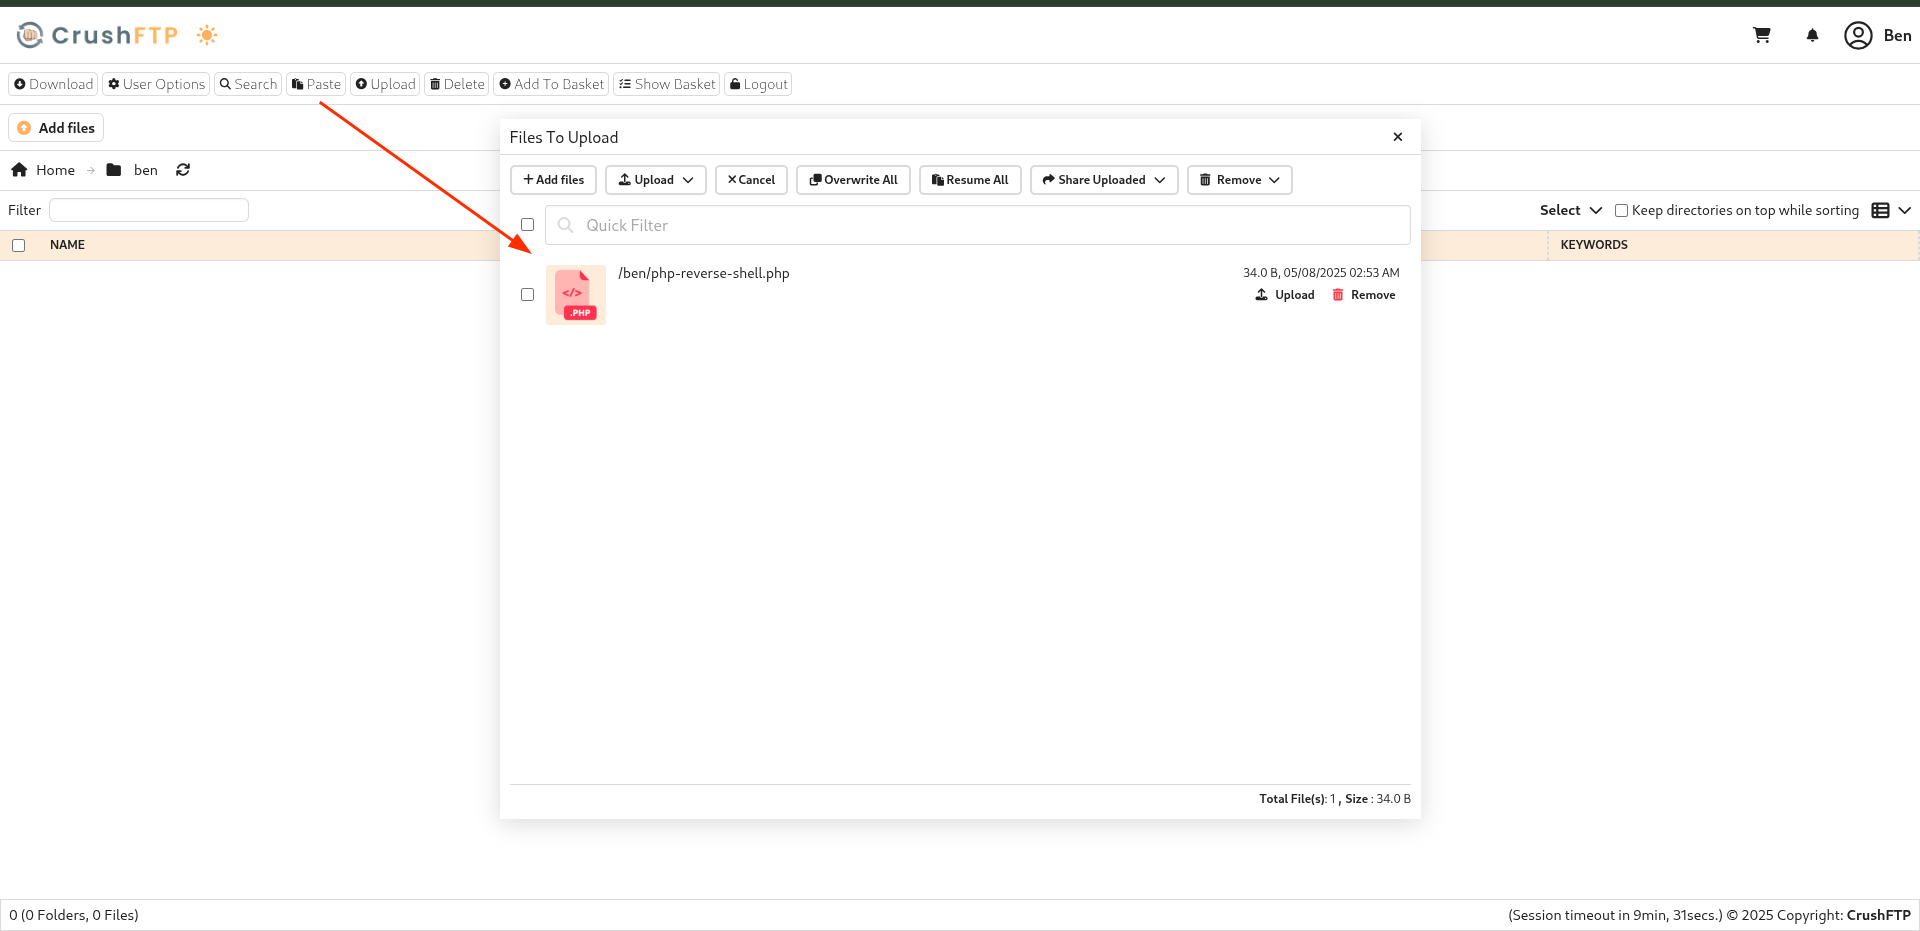 CrushFTP
Ben
Download User Options Search Paste Upload Delete Add To Basket Show Basket Logout
Add files
Files To Upload
Home ben
+ Add files Upload Cancel Overwrite All Resume All Share Uploaded Remove
Filter
Quick Filter
Select Keep directories on top while sorting
NAME
KEYWORDS
/ben/php-reverse-shell.php
34.0 B, 05/08/2025 02:53 AM
</>
.PHP
Upload Remove
Total File(s): 1 , Size : 34.0 B
0 (0 Folders, 0 Files)
(Session timeout in 9min, 31secs.) © 2025 Copyright: CrushFTP